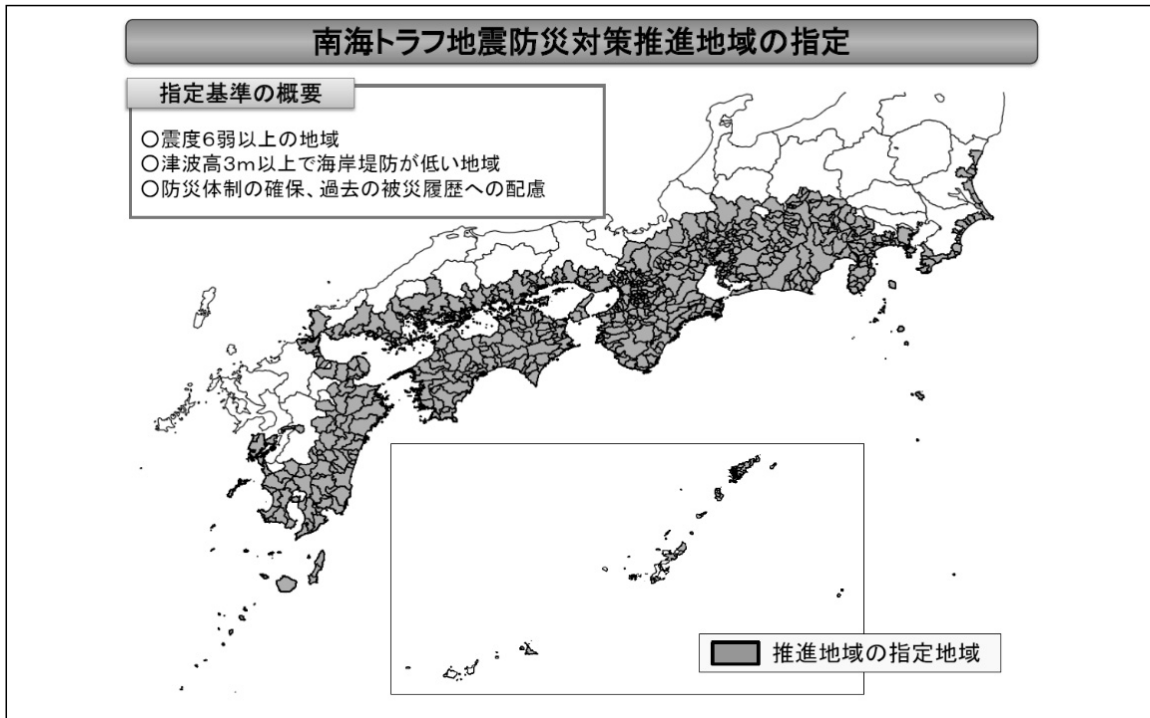 南海トラフ地震防災対策推進地域の指定
指定基準の概要
○震度6弱以上の地域
○津波高3m以上で海岸堤防が低い地域
○防災体制の確保、過去の被災履歴への配慮
推進地域の指定地域